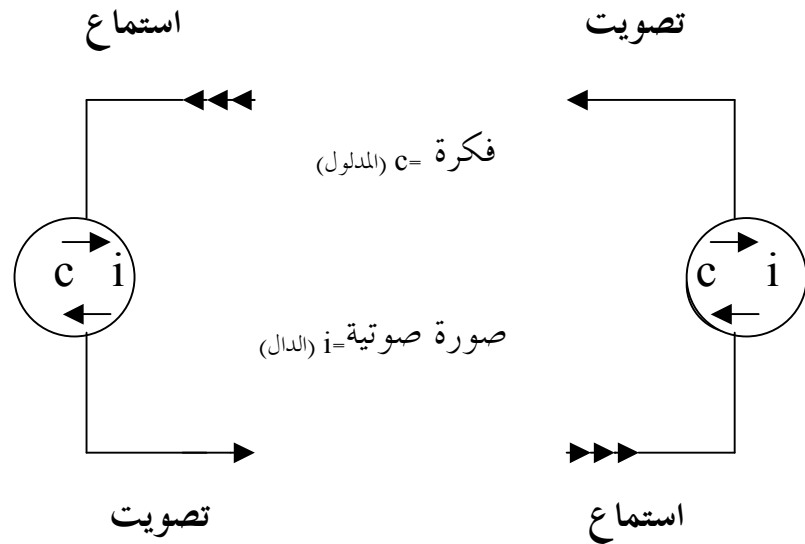 تصويت
استماع
فكرة =c (المدلول)
c i
c i
صورة صوتية=i (الدال)
استماع
تصويت